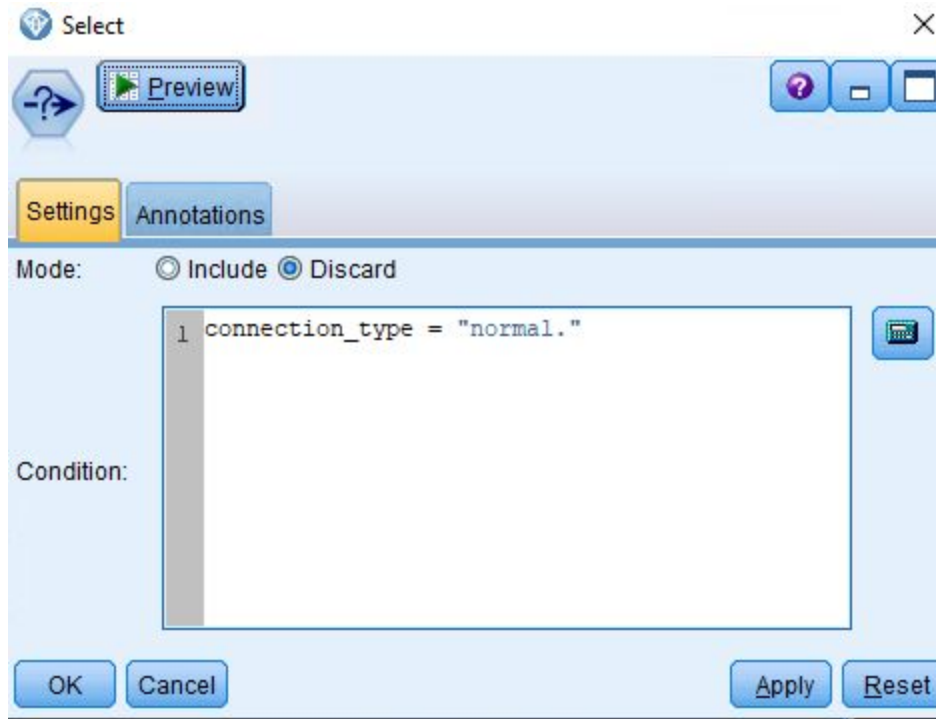 Select
Preview
Settings Annotations
Mode: Include Discard
1 connection_type = "normal."
Condition:
OK Cancel Apply Reset